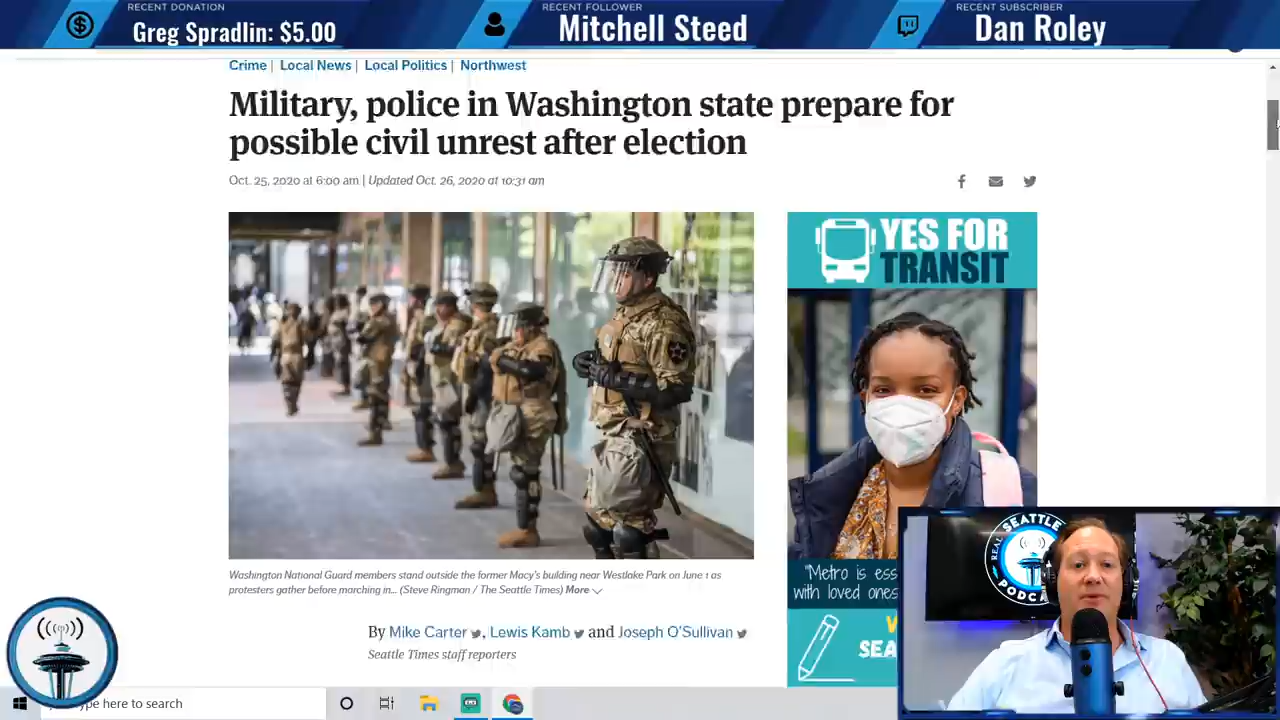 RECENT DONATION
Greg Spradlin: $5.00
RECENT FOLLOWER
Mitchell Steed
RECENT SUBSCRIBER
Dan Roley
Crime | Local News | Local Politics | Northwest
Military, police in Washington state prepare for
possible civil unrest after election
Oct. 25, 2020 at 6:00 am | Updated Oct. 26, 2020 at 10:31 am
YES FOR
TRANSIT
Washington National Guard members stand outside the former Macy's building near Westlake Park on June 1 as
protesters gather before marching in... (Steve Ringman / The Seattle Times) More
"Metro is ess
with loved ones
SEA
By Mike Carter, Lewis Kamb and Joseph O'Sullivan
Seattle Times staff reporters
REAL SEATTLE
PODCA
ype here to search